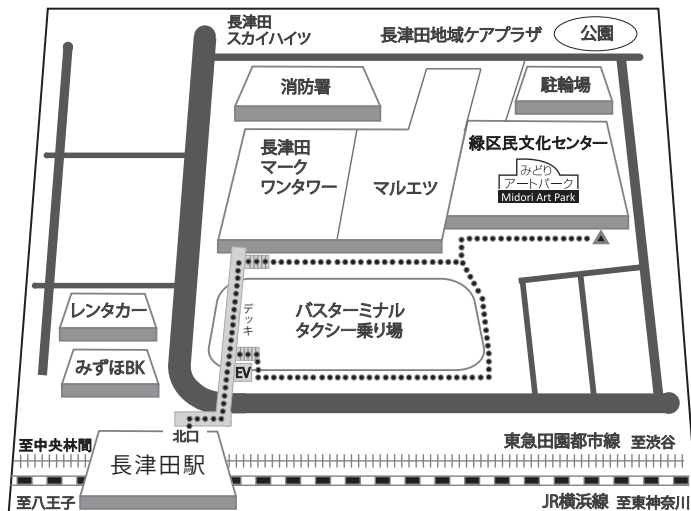 長津田
スカイハイツ
長津田地域ケアプラザ
公園
消防署
駐輪場
長津田
マーク
ワンタワー
マルエツ
緑区民文化センター
みどり
アートパーク
Midori Art Park
レンタカー
みずほBK
デッキ
バスターミナル
タクシー乗り場
EV
北口
至中央林間
長津田駅
東急田園都市線 至渋谷
至八王子
JR横浜線 至東神奈川